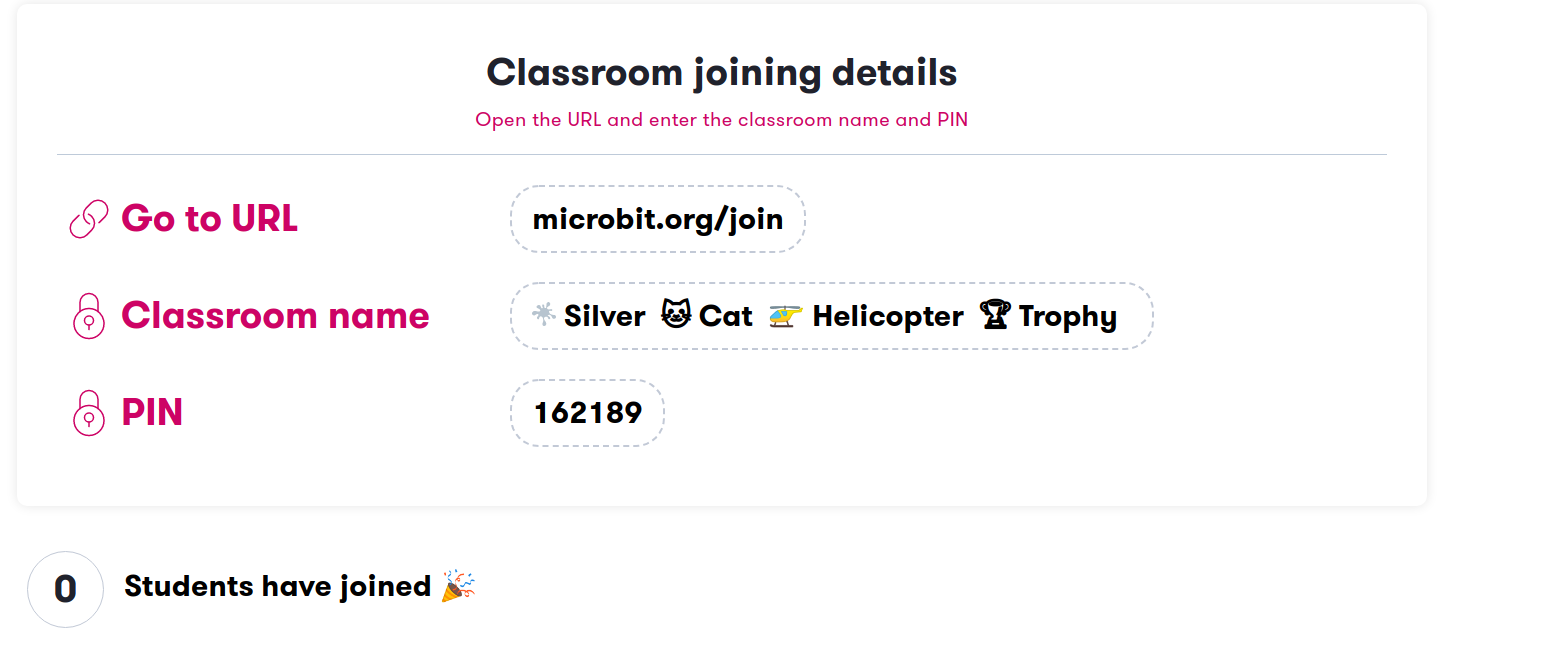 Classroom joining details
Open the URL and enter the classroom name and PIN
Go to URL microbit.org/join
Classroom name Silver Cat Helicopter Trophy
PIN 162189
0 Students have joined